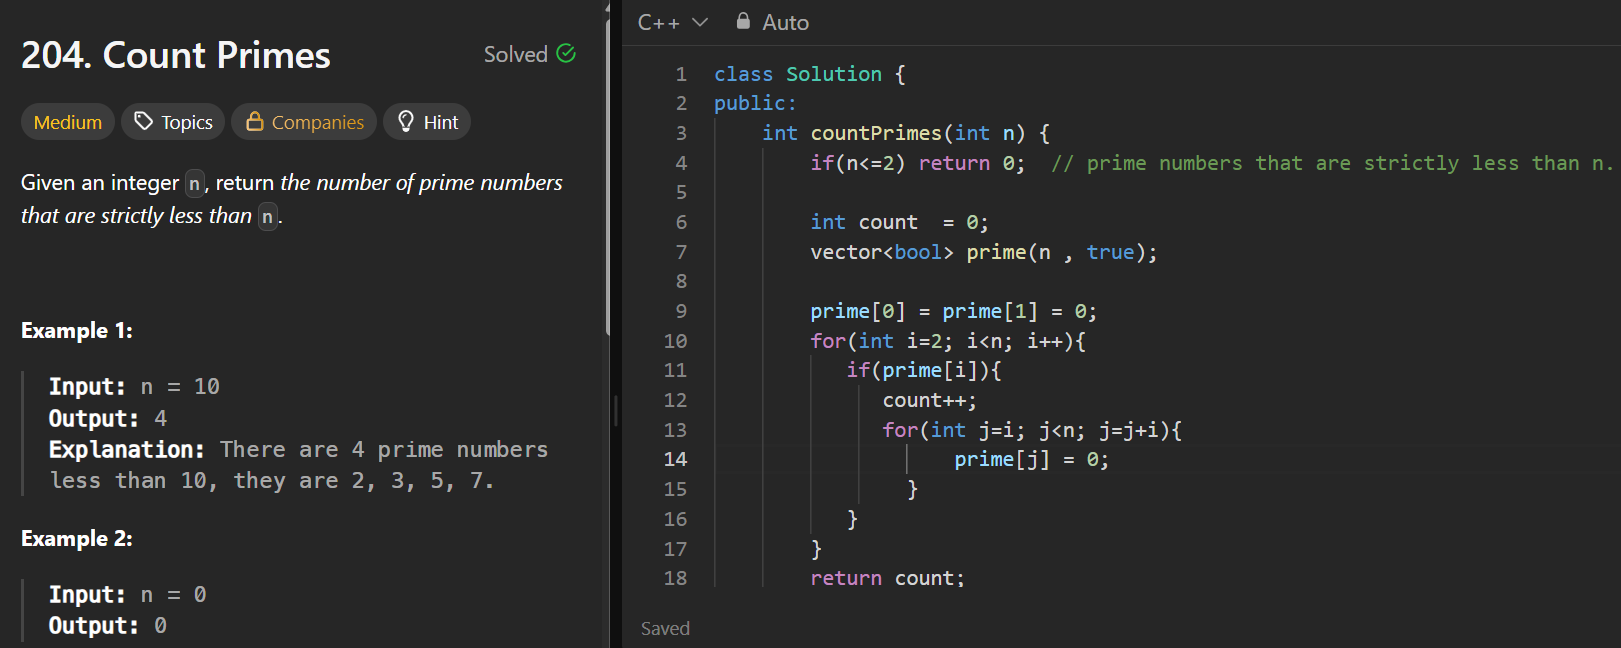 204. Count Primes
Solved
Medium Topics Companies Hint
Given an integer n, return the number of prime numbers
that are strictly less than n.
Example 1:
Input: n = 10
Output: 4
Explanation: There are 4 prime numbers
less than 10, they are 2, 3, 5, 7.
Example 2:
Input: n = 0
Output: 0
C++ Auto
1 class Solution {
2 public:
3     int countPrimes(int n) {
4         if(n<=2) return 0;  // prime numbers that are strictly less than n.
5
6         int count  = 0;
7         vector<bool> prime(n , true);
8
9         prime[0] = prime[1] = 0;
10         for(int i=2; i<n; i++){
11            if(prime[i]){
12               count++;
13               for(int j=i; j<n; j=j+i){
14                     prime[j] = 0;
15                 }
16            }
17         }
18         return count;
Saved